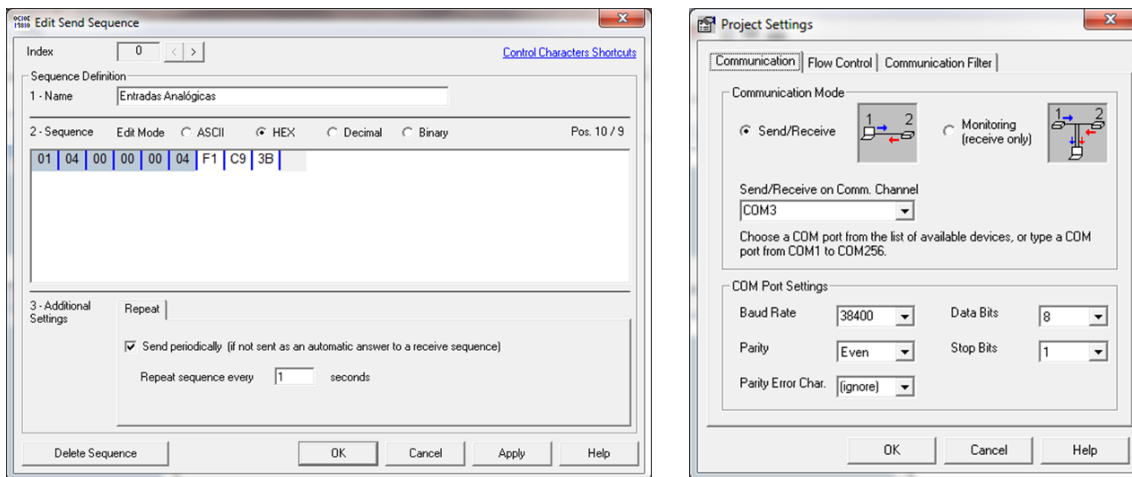 Edit Send Sequence
Index 0 < > Control Characters Shortcuts
Sequence Definition
1 - Name Entradas Analógicas
2 - Sequence Edit Mode ASCII HEX Decimal Binary Pos. 10 / 9
01 04 00 00 00 04 F1 C9 3B
3 - Additional Settings
Repeat
Send periodically (if not sent as an automatic answer to a receive sequence)
Repeat sequence every 1 seconds
Delete Sequence OK Cancel Apply Help
Project Settings
Communication Flow Control Communication Filter
Communication Mode
Send/Receive 1 2 Monitoring (receive only) 1 2
Send/Receive on Comm. Channel
COM3
Choose a COM port from the list of available devices, or type a COM
port from COM1 to COM256.
COM Port Settings
Baud Rate 38400 Data Bits 8
Parity Even Stop Bits 1
Parity Error Char. (ignore)
OK Cancel Help